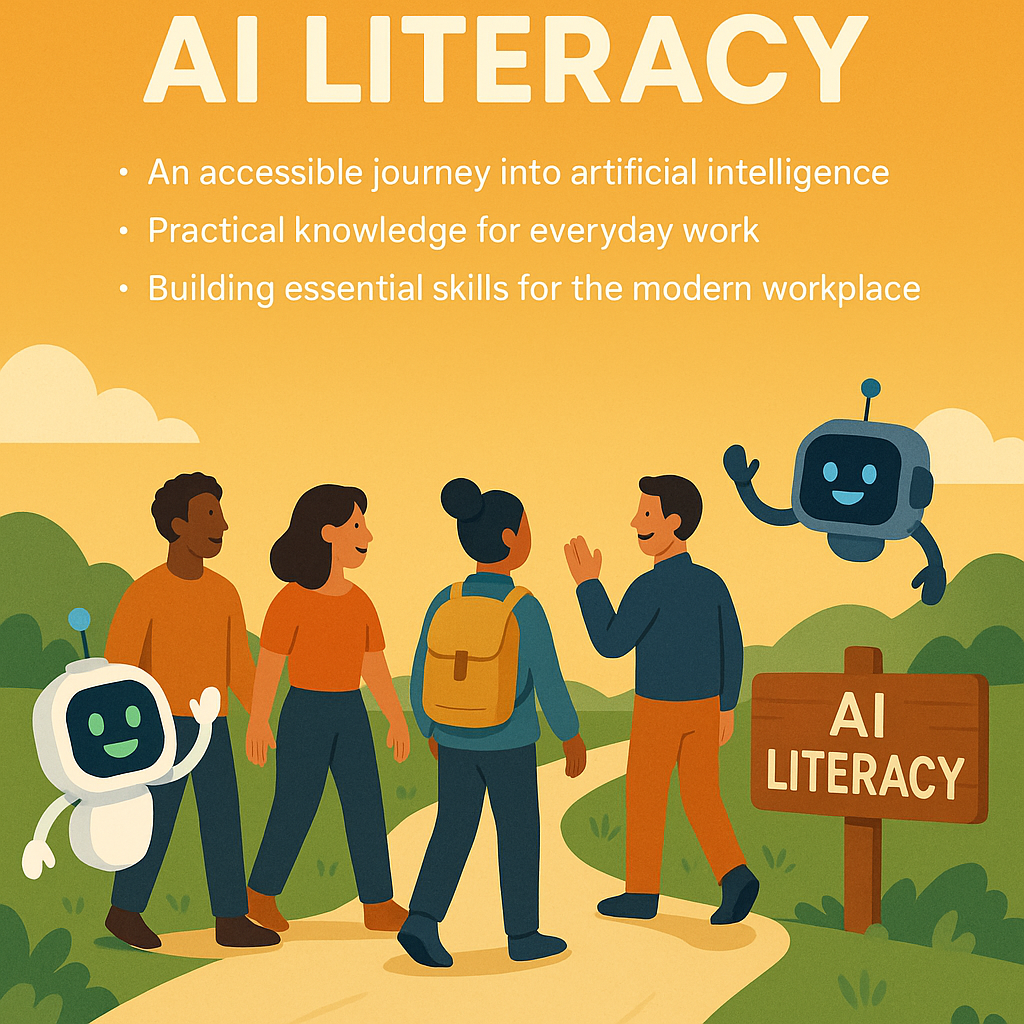 AI LITERACY
• An accessible journey into artificial intelligence
• Practical knowledge for everyday work
• Building essential skills for the modern workplace
AI
LITERACY